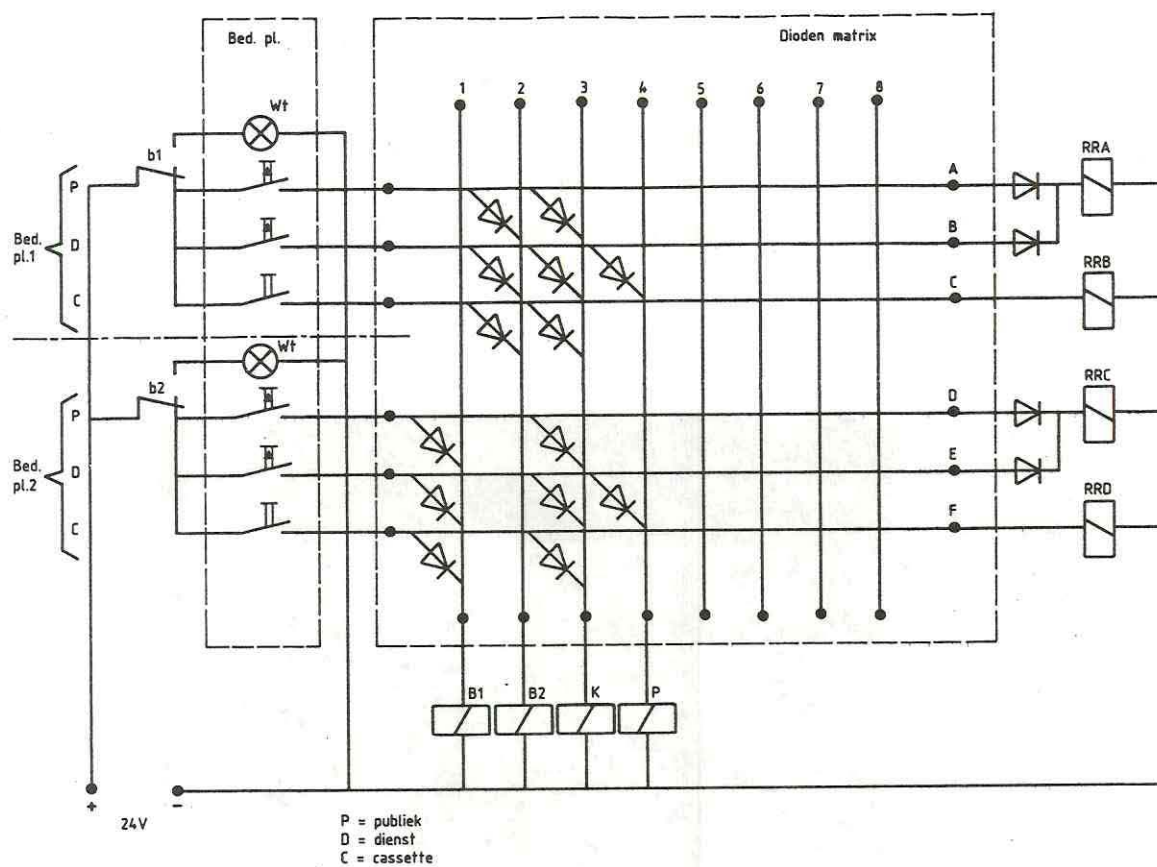 Bed. pl.
Dioden matrix
1 2 3 4 5 6 7 8
Wt
b1
P
A
RRA
Bed.
pl.1
D
B
C
C
RRB
Wt
b2
P
D
RRC
Bed.
pl.2
D
E
C
F
RRD
B1 B2 K P
+ −
24V
P = publiek
D = dienst
C = cassette